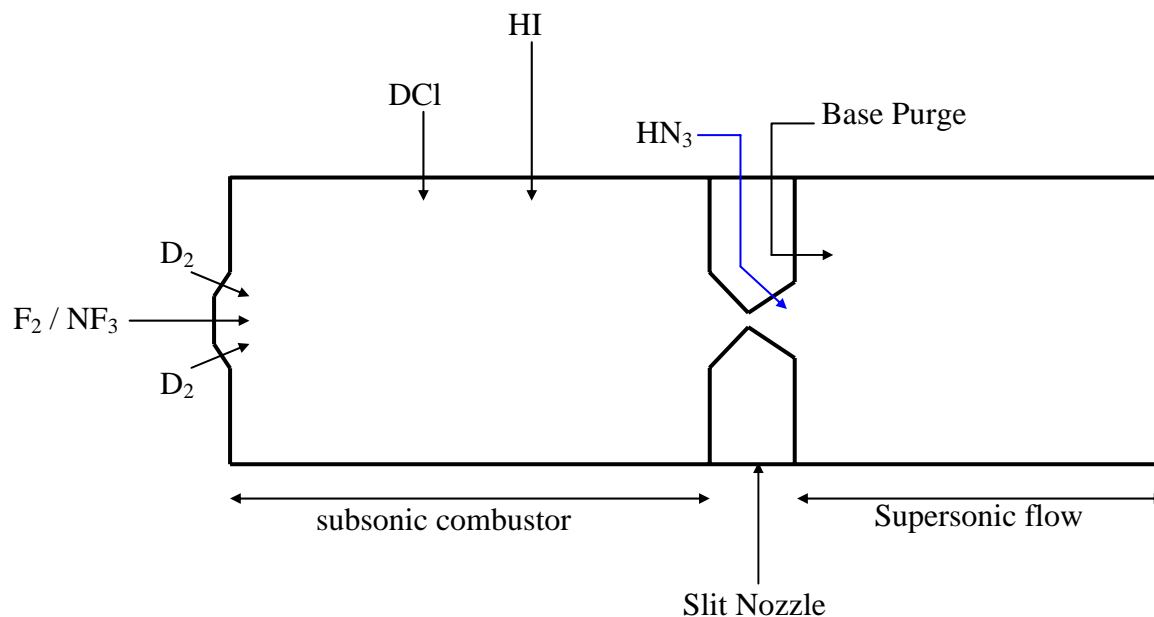 HI
DCl
Base Purge
HN₃
D₂
F₂ / NF₃
D₂
subsonic combustor
Supersonic flow
Slit Nozzle